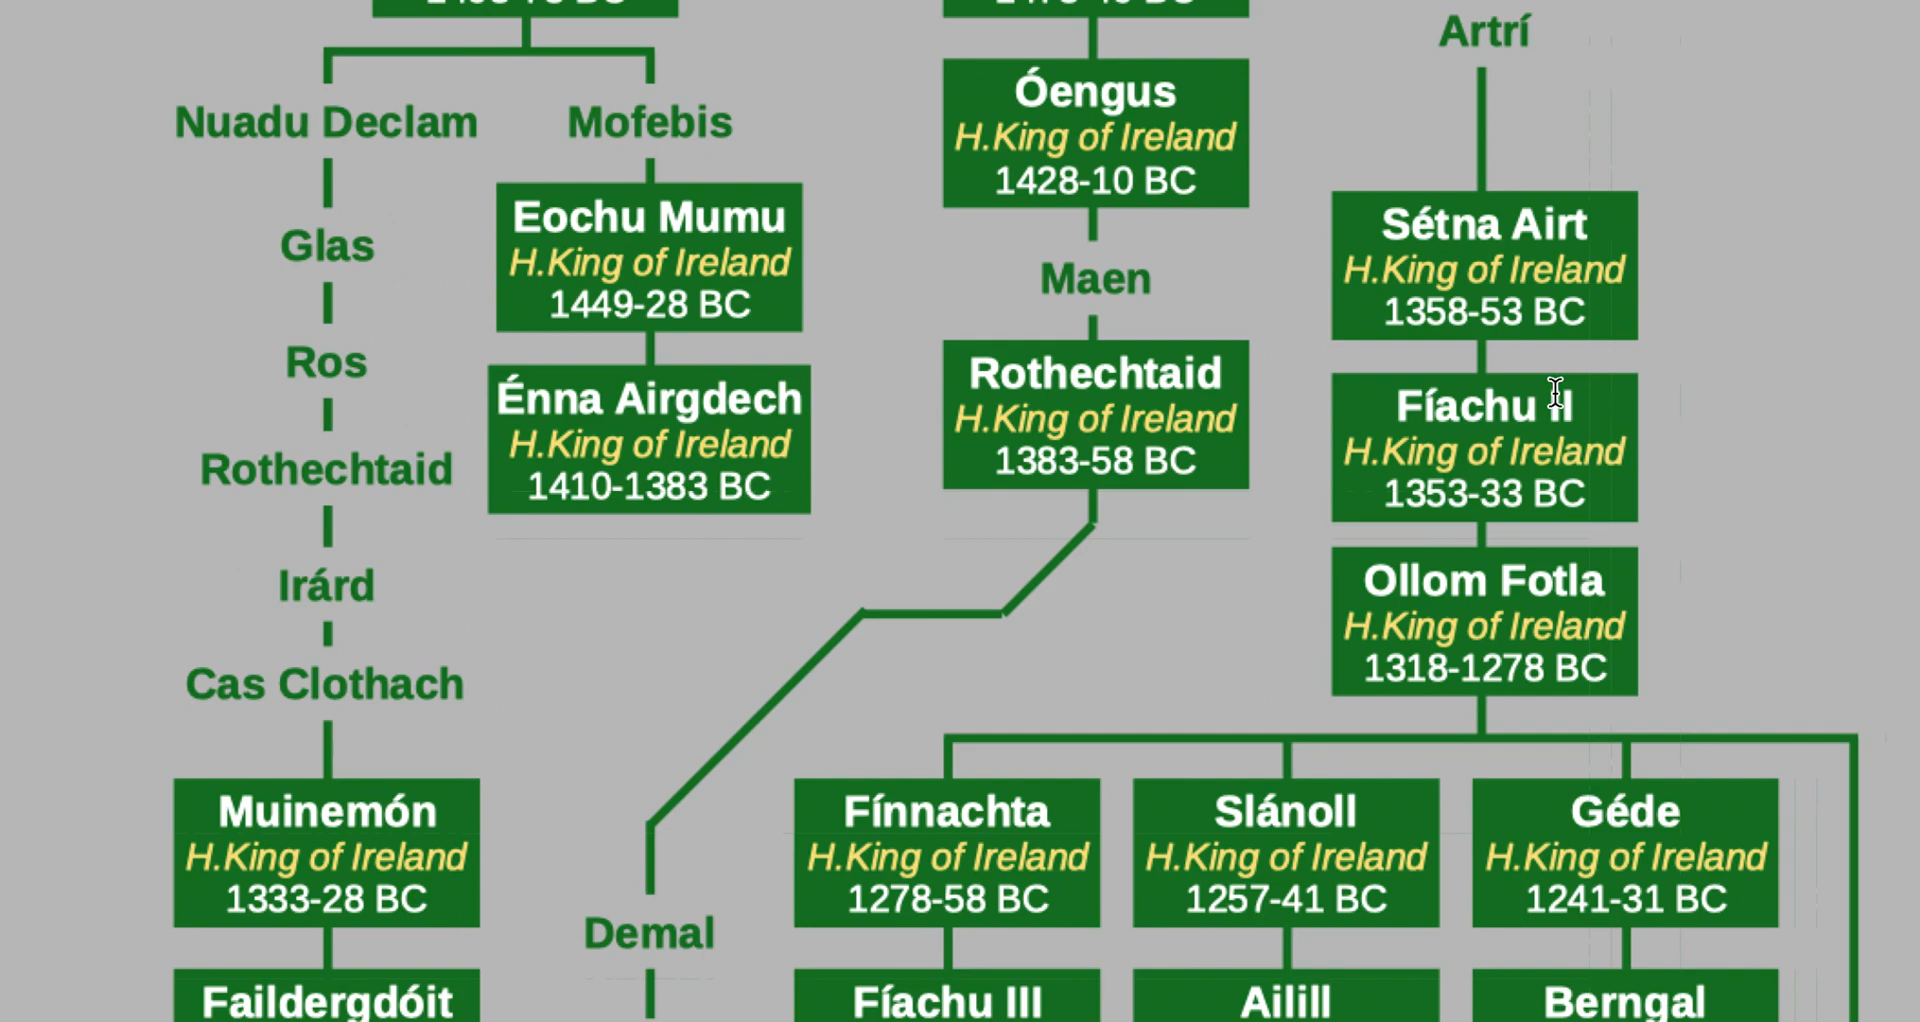 Artrí
Nuadu Declam
Mofebis
Óengus
H.King of Ireland
1428-10 BC
Eochu Mumu
H.King of Ireland
1449-28 BC
Sétna Airt
H.King of Ireland
1358-53 BC
Glas
Maen
Ros
Énna Airgdech
H.King of Ireland
1410-1383 BC
Rothechtaid
H.King of Ireland
1383-58 BC
Fíachu II
H.King of Ireland
1353-33 BC
Rothechtaid
Irárd
Ollom Fotla
H.King of Ireland
1318-1278 BC
Cas Clothach
Muinemón
H.King of Ireland
1333-28 BC
Fínnachta
H.King of Ireland
1278-58 BC
Slánoll
H.King of Ireland
1257-41 BC
Géde
H.King of Ireland
1241-31 BC
Demal
Faildergdóit
Fíachu III
Ailill
Berngal